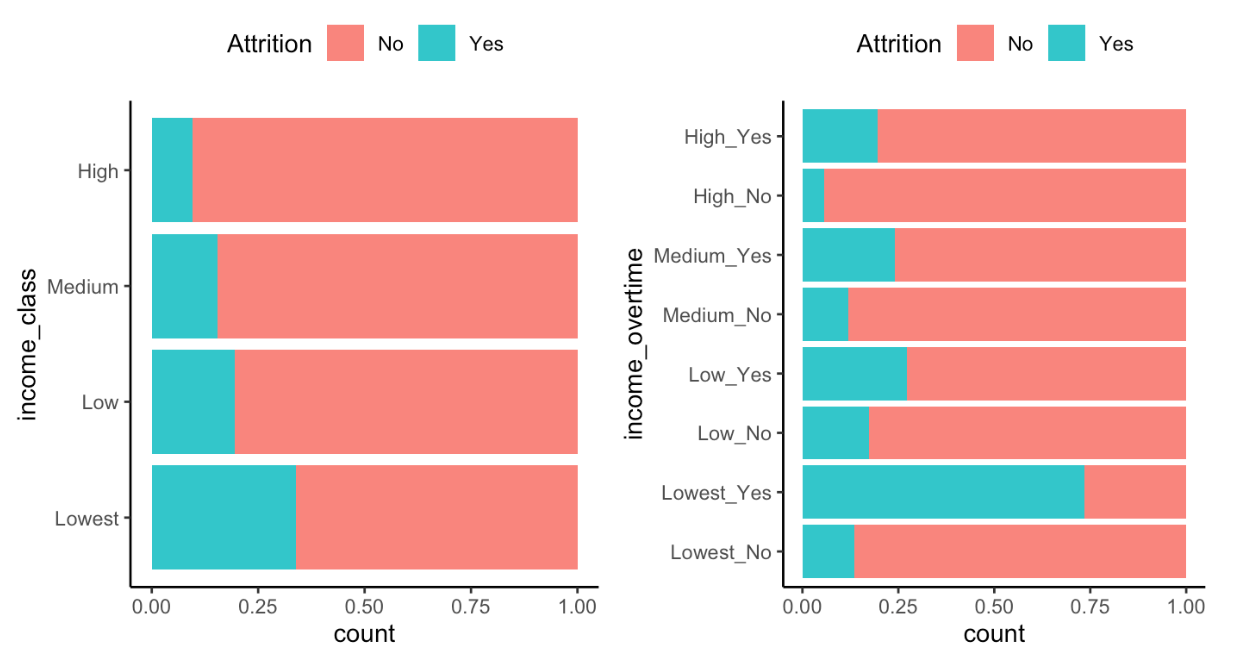 Attrition No Yes
income_class
High
Medium
Low
Lowest
0.00 0.25 0.50 0.75 1.00
count
Attrition No Yes
income_overtime
High_Yes
High_No
Medium_Yes
Medium_No
Low_Yes
Low_No
Lowest_Yes
Lowest_No
0.00 0.25 0.50 0.75 1.00
count